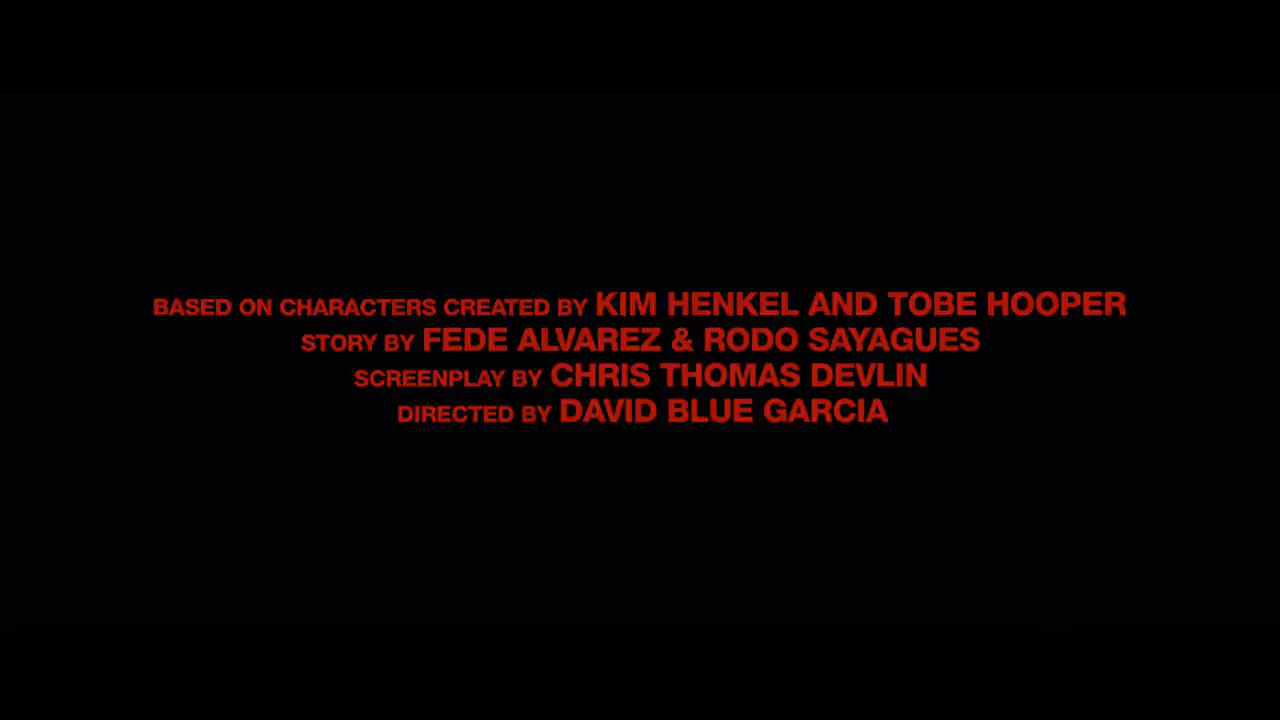 BASED ON CHARACTERS CREATED BY KIM HENKEL AND TOBE HOOPER
STORY BY FEDE ALVAREZ & RODO SAYAGUES
SCREENPLAY BY CHRIS THOMAS DEVLIN
DIRECTED BY DAVID BLUE GARCIA